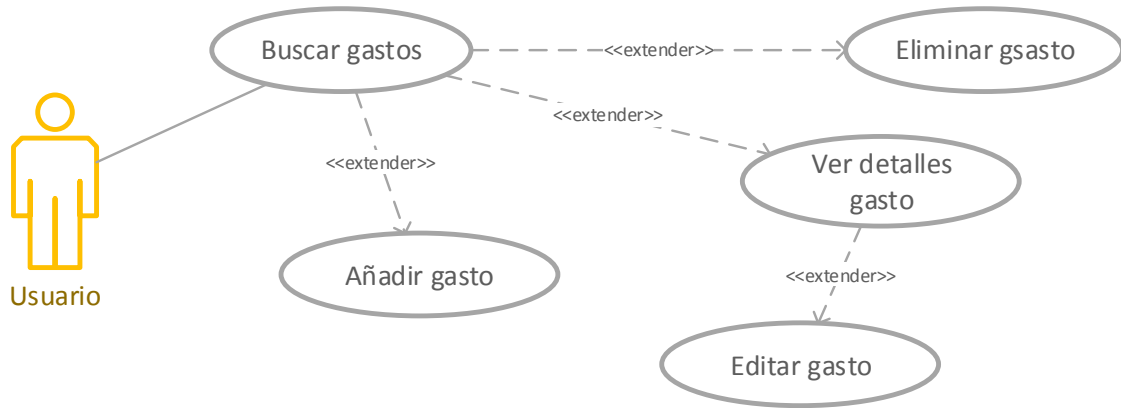 Buscar gastos
<<extender>>
Eliminar gsasto
<<extender>>
<<extender>>
Ver detalles
gasto
Añadir gasto
<<extender>>
Usuario
Editar gasto